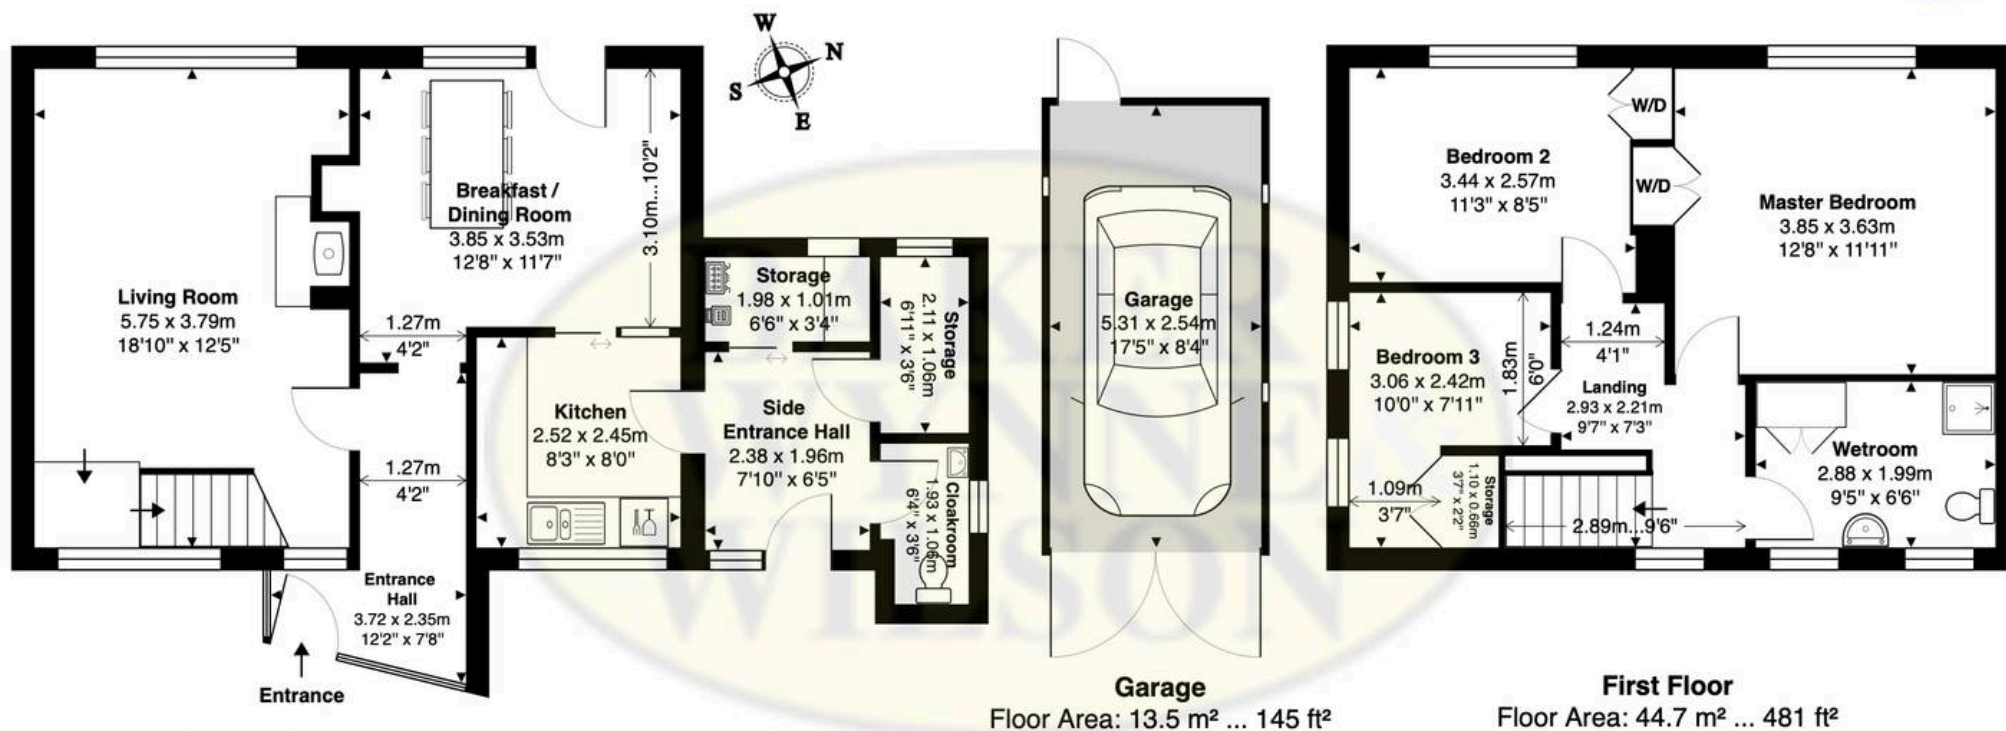 W
N
S
E
Living Room
5.75 x 3.79m
18'10" x 12'5"
Breakfast /
Dining Room
3.85 x 3.53m
12'8" x 11'7"
3.10m...10'2"
1.27m
4'2"
1.27m
4'2"
Kitchen
2.52 x 2.45m
8'3" x 8'0"
Storage
1.98 x 1.01m
6'6" x 3'4"
Storage
2.11 x 1.06m
6'11" x 3'6"
Side
Entrance Hall
2.38 x 1.96m
7'10" x 6'5"
Cloakroom
1.93 x 1.06m
6'4" x 3'6"
Entrance
Hall
3.72 x 2.35m
12'2" x 7'8"
Entrance
Garage
5.31 x 2.54m
17'5" x 8'4"
Garage
Floor Area: 13.5 m² ... 145 ft²
Bedroom 2
3.44 x 2.57m
11'3" x 8'5"
W/D
W/D
Master Bedroom
3.85 x 3.63m
12'8" x 11'11"
Bedroom 3
3.06 x 2.42m
10'0" x 7'11"
1.83m
6'0"
1.24m
4'1"
Landing
2.93 x 2.21m
9'7" x 7'3"
Wetroom
2.88 x 1.99m
9'5" x 6'6"
1.09m
3'7"
Storage
1.10 x 0.66m
3'7" x 2'2"
2.89m...9'6"
First Floor
Floor Area: 44.7 m² ... 481 ft²
BAKER
WYNNE &
WILSON